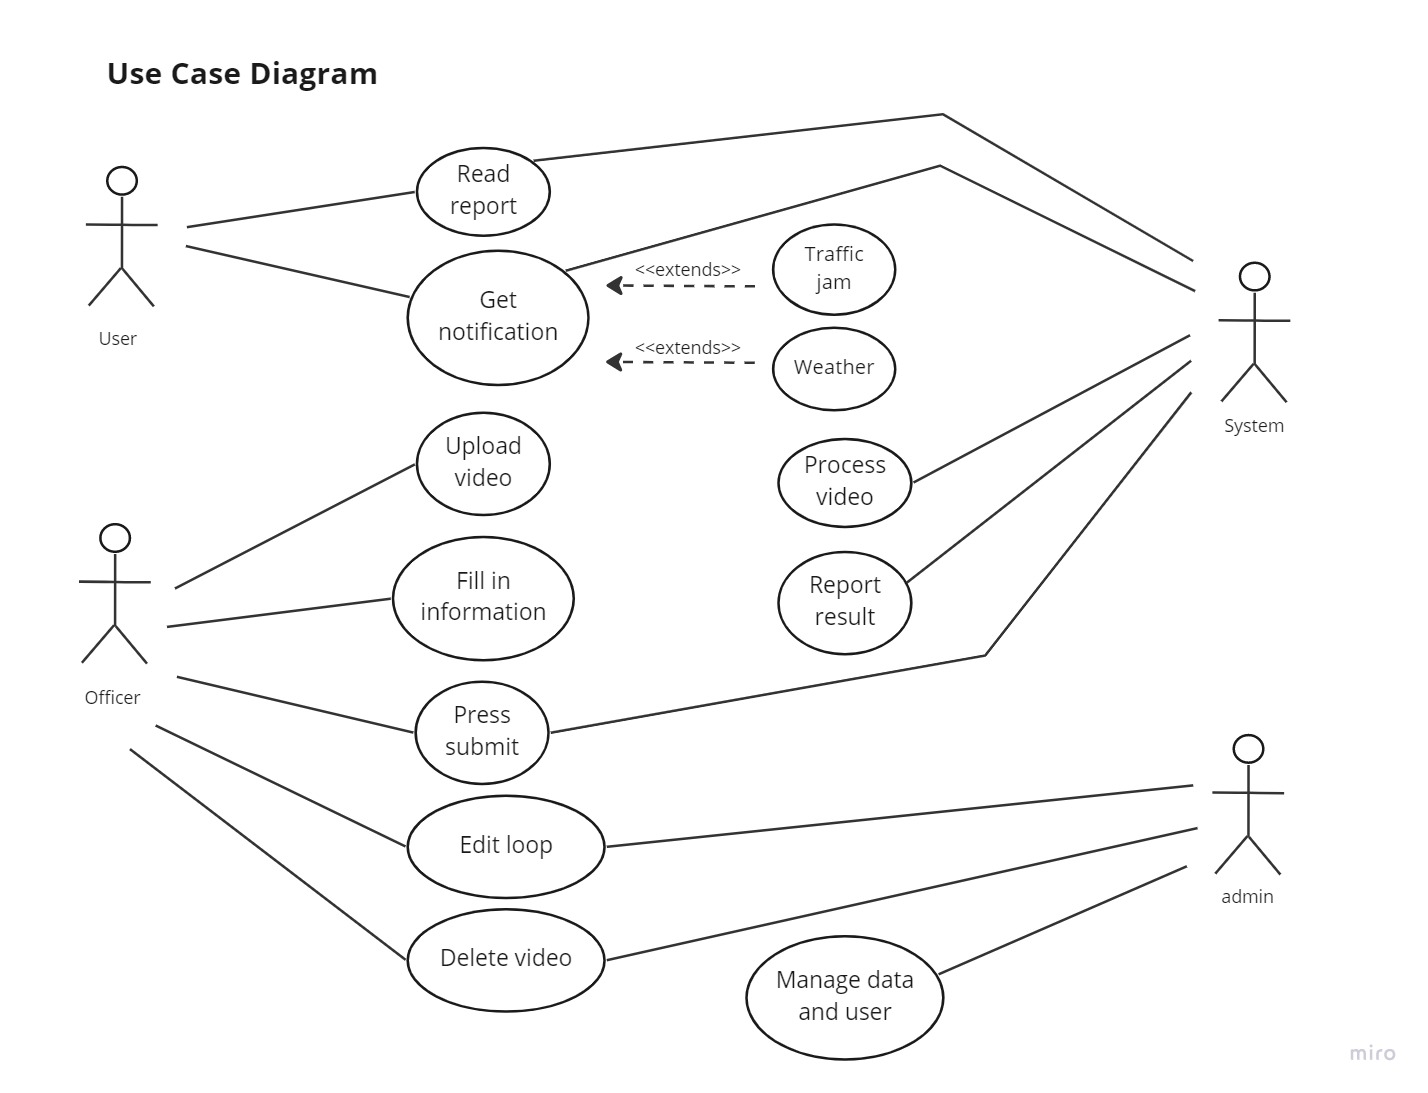 Use Case Diagram
Read
report
Get
notification
<<extends>>
Traffic
jam
<<extends>>
Weather
User
System
Upload
video
Process
video
Fill in
information
Report
result
Officer
Press
submit
Edit loop
admin
Delete video
Manage data
and user
miro